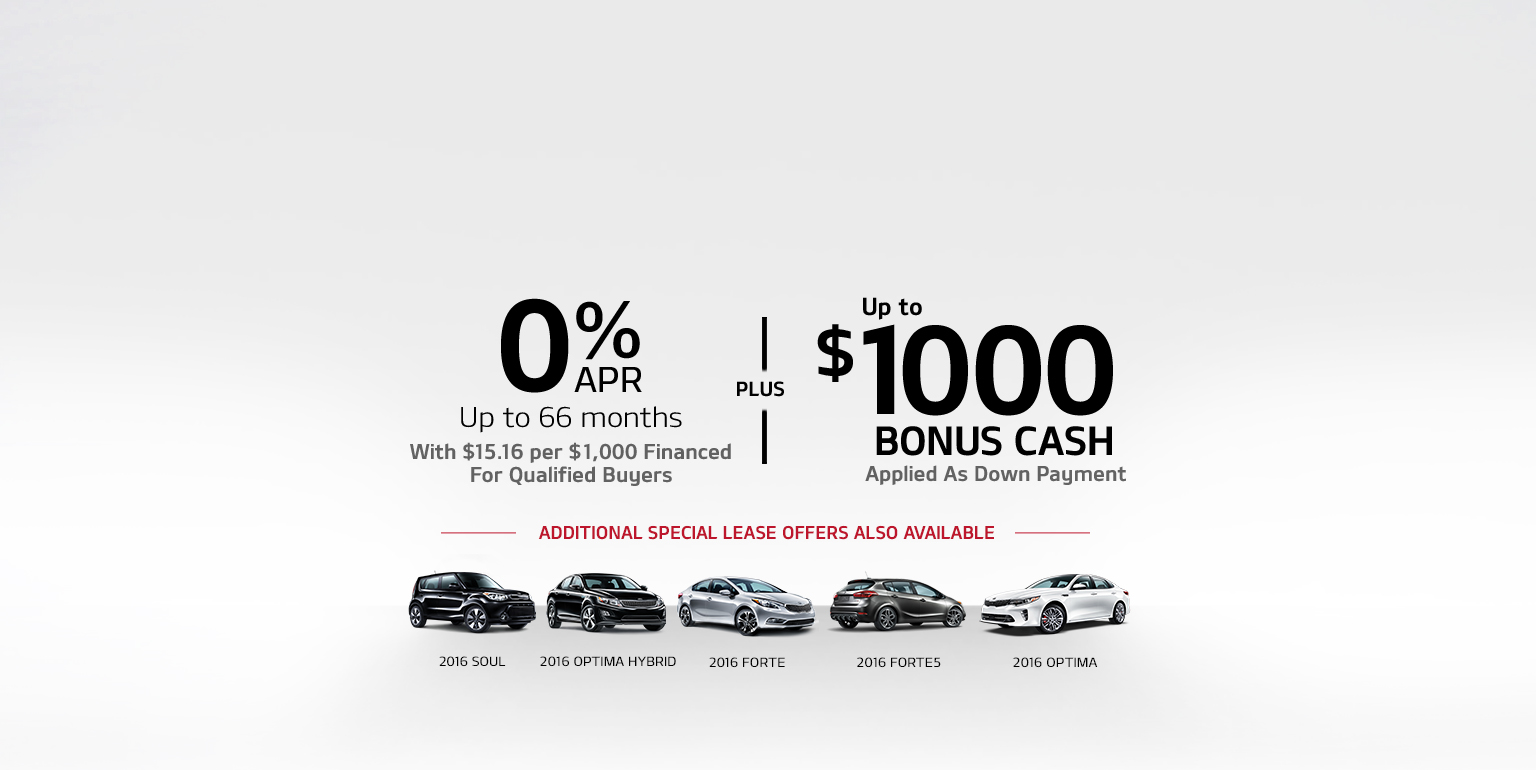 0% APR
Up to 66 months
With $15.16 per $1,000 Financed
For Qualified Buyers
PLUS
Up to
$1000
BONUS CASH
Applied As Down Payment
ADDITIONAL SPECIAL LEASE OFFERS ALSO AVAILABLE
2016 SOUL
2016 OPTIMA HYBRID
2016 FORTE
2016 FORTE5
2016 OPTIMA